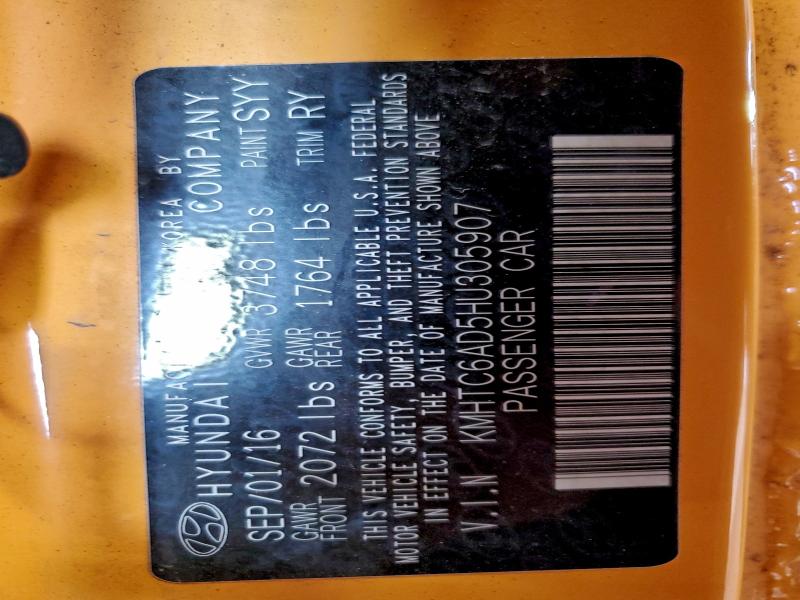 MANUFA KOREA BY
HYUNDAI COMPANY
SEP/01/16 GVWR 3748 lbs PAINT SYY
GAWR FRONT 2072 lbs GAWR REAR 1764 lbs TRIM RY
THIS VEHICLE CONFORMS TO ALL APPLICABLE U.S.A. FEDERAL
MOTOR VEHICLE SAFETY, BUMPER, AND THEFT PREVENTION STANDARDS
IN EFFECT ON THE DATE OF MANUFACTURE SHOWN ABOVE
V.I.N KMHTC6AD5HU305907
PASSENGER CAR